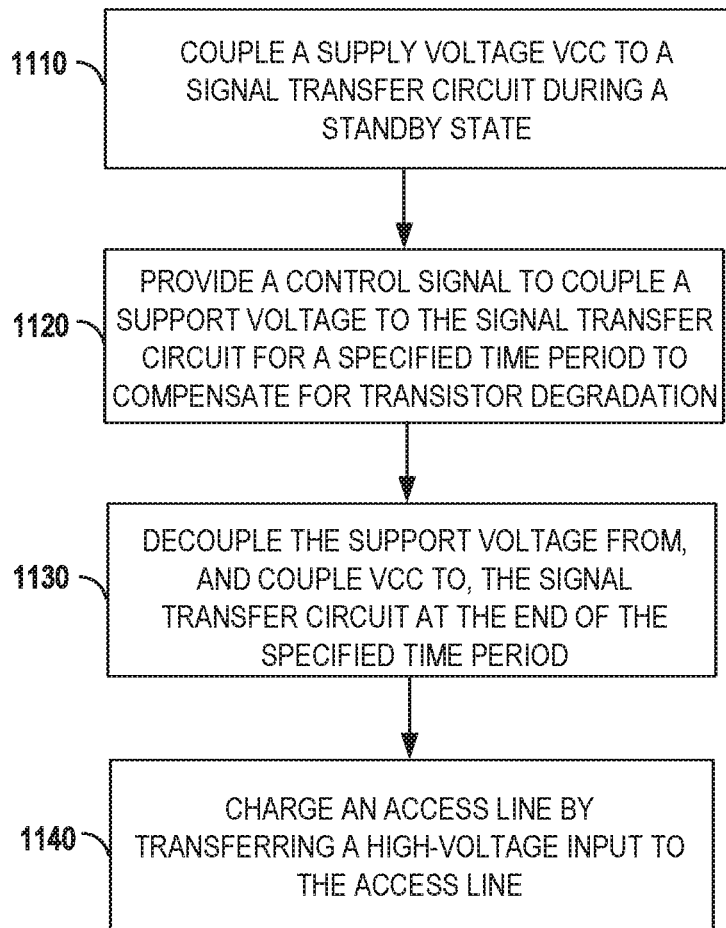 1110
COUPLE A SUPPLY VOLTAGE VCC TO A
SIGNAL TRANSFER CIRCUIT DURING A
STANDBY STATE
1120
PROVIDE A CONTROL SIGNAL TO COUPLE A
SUPPORT VOLTAGE TO THE SIGNAL TRANSFER
CIRCUIT FOR A SPECIFIED TIME PERIOD TO
COMPENSATE FOR TRANSISTOR DEGRADATION
1130
DECOUPLE THE SUPPORT VOLTAGE FROM,
AND COUPLE VCC TO, THE SIGNAL
TRANSFER CIRCUIT AT THE END OF THE
SPECIFIED TIME PERIOD
1140
CHARGE AN ACCESS LINE BY
TRANSFERRING A HIGH-VOLTAGE INPUT TO
THE ACCESS LINE